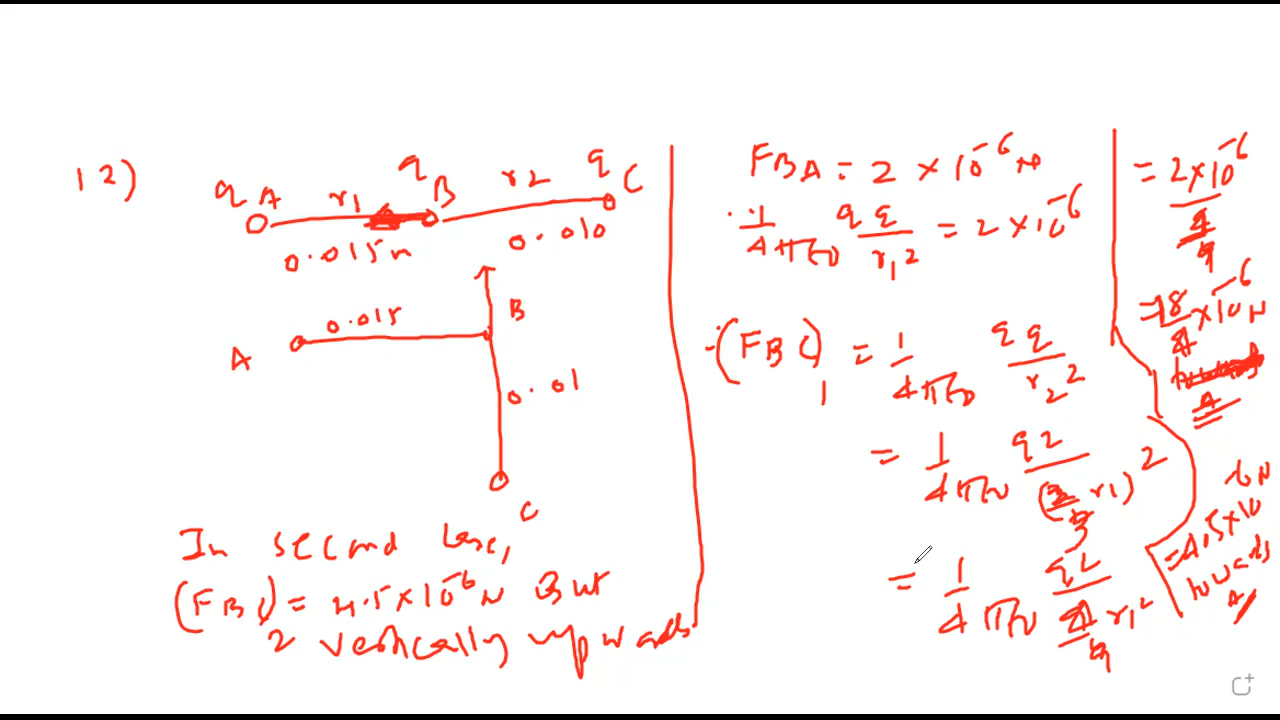 12)
q A r1 q B r2 q C
0.015m 0.010
A 0.015 B
0.01
C
In second case,
(FBC)2 = 4.5×10⁻⁶ N But
vertically upwards
FBA = 2 × 10⁻⁶ N
∴ 1/4πε0 q q/r1² = 2 × 10⁻⁶
∴ (FBC)1 = 1/4πε0 q q/r2²
= 1/4πε0 q²/(2/3 r1)²
= 1/4πε0 q²/(4/9 r1²)
= 2×10⁻⁶/(4/9)
= 18/4 × 10⁻⁶ N
= 4.5×10⁻⁶ N
towards
A